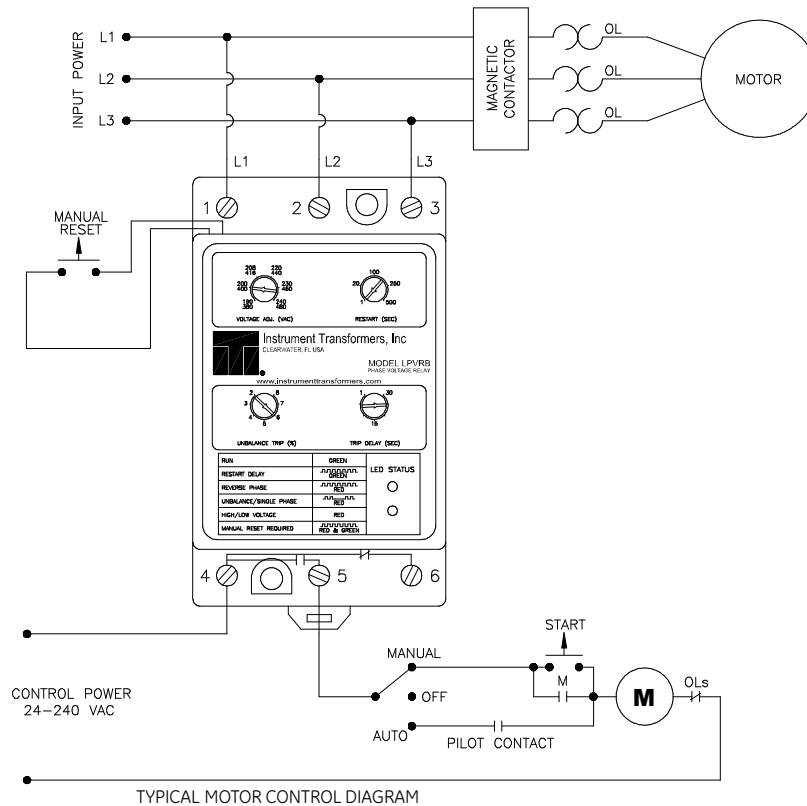 L1
L2
L3
INPUT POWER
MAGNETIC
CONTACTOR
OL
OL
OL
MOTOR
L1
L2
L3
1
2
3
MANUAL
RESET
208
416
220
440
200
400
230
460
190
380
240
480
VOLTAGE ADJ. (VAC)
100
20
250
1
500
RESTART (SEC)
Instrument Transformers, Inc
CLEARWATER, FL USA
MODEL LPVRB
PHASE VOLTAGE RELAY
www.instrumenttransformers.com
2
8
3
7
4
6
5
UNBALANCE TRIP (%)
1
30
15
TRIP DELAY (SEC)
RUN
GREEN
LED STATUS
RESTART DELAY
GREEN
REVERSE PHASE
RED
UNBALANCE/SINGLE PHASE
RED
HIGH/LOW VOLTAGE
RED
MANUAL RESET REQUIRED
RED & GREEN
4
5
6
CONTROL POWER
24-240 VAC
MANUAL
OFF
AUTO
START
M
PILOT CONTACT
M
OLs
TYPICAL MOTOR CONTROL DIAGRAM